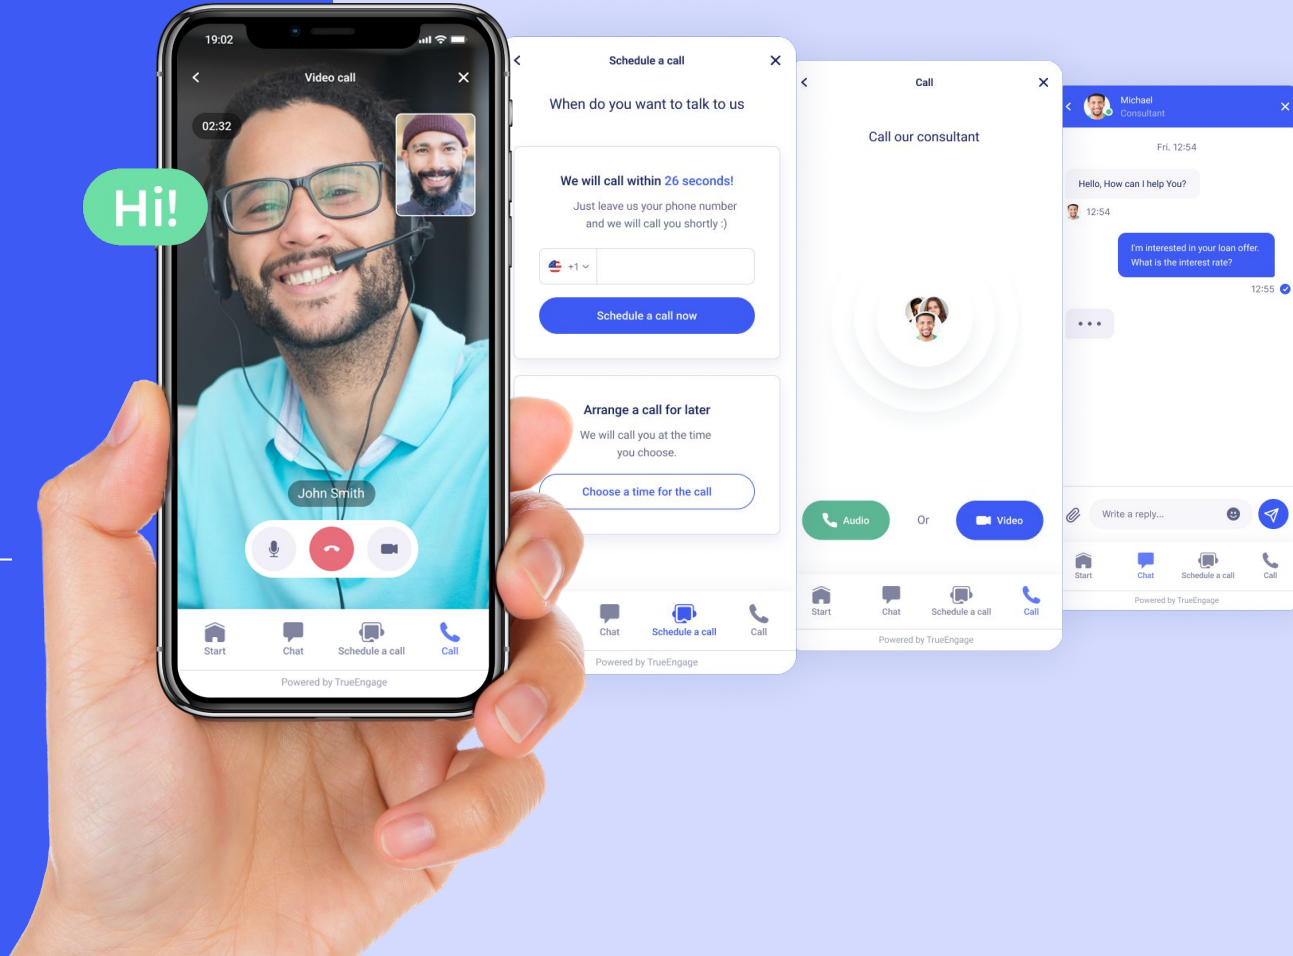 19:02
Video call
02:32
Hi!
John Smith
Start
Chat
Schedule a call
Call
Powered by TrueEngage
Schedule a call
When do you want to talk to us
We will call within 26 seconds!
Just leave us your phone number
and we will call you shortly :)
+1
Schedule a call now
Arrange a call for later
We will call you at the time
you choose.
Choose a time for the call
Chat
Schedule a call
Call
Powered by TrueEngage
Call
Call our consultant
Audio
Or
Video
Start
Chat
Schedule a call
Call
Powered by TrueEngage
Michael
Consultant
Fri. 12:54
Hello, How can I help You?
12:54
I'm interested in your loan offer.
What is the interest rate?
12:55
Write a reply...
Start
Chat
Schedule a call
Call
Powered by TrueEngage